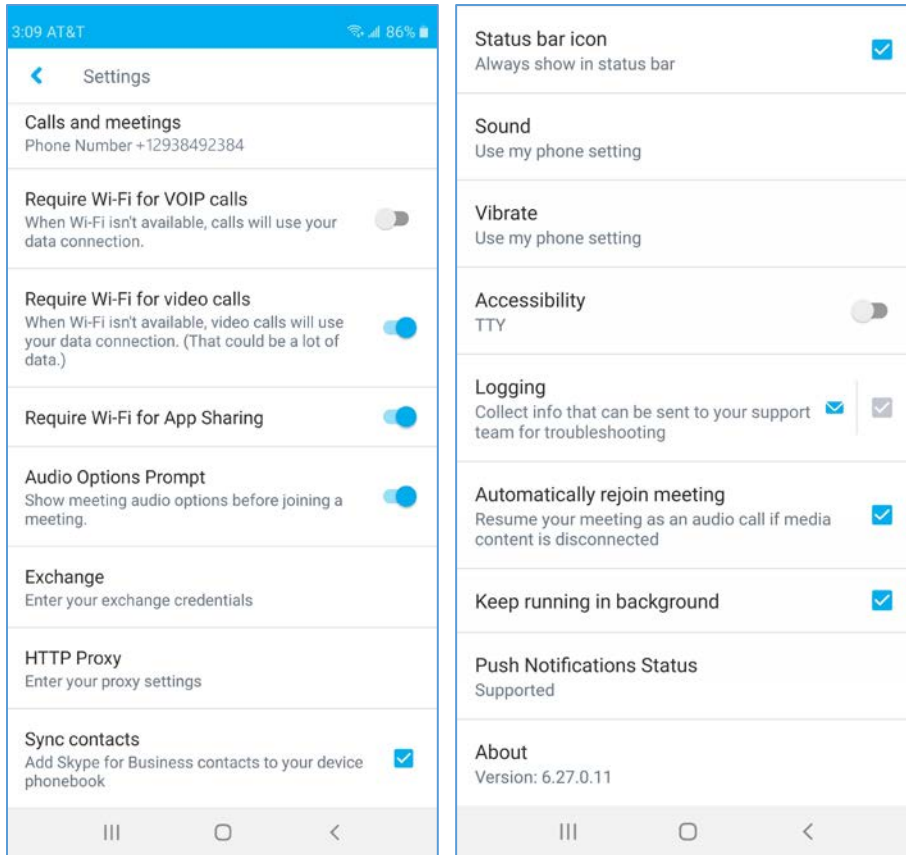 3:09 AT&T 86%
Settings
Calls and meetings
Phone Number +12938492384
Require Wi-Fi for VOIP calls
When Wi-Fi isn't available, calls will use your
data connection.
Require Wi-Fi for video calls
When Wi-Fi isn't available, video calls will use
your data connection. (That could be a lot of
data.)
Require Wi-Fi for App Sharing
Audio Options Prompt
Show meeting audio options before joining a
meeting.
Exchange
Enter your exchange credentials
HTTP Proxy
Enter your proxy settings
Sync contacts
Add Skype for Business contacts to your device
phonebook
Status bar icon
Always show in status bar
Sound
Use my phone setting
Vibrate
Use my phone setting
Accessibility
TTY
Logging
Collect info that can be sent to your support
team for troubleshooting
Automatically rejoin meeting
Resume your meeting as an audio call if media
content is disconnected
Keep running in background
Push Notifications Status
Supported
About
Version: 6.27.0.11